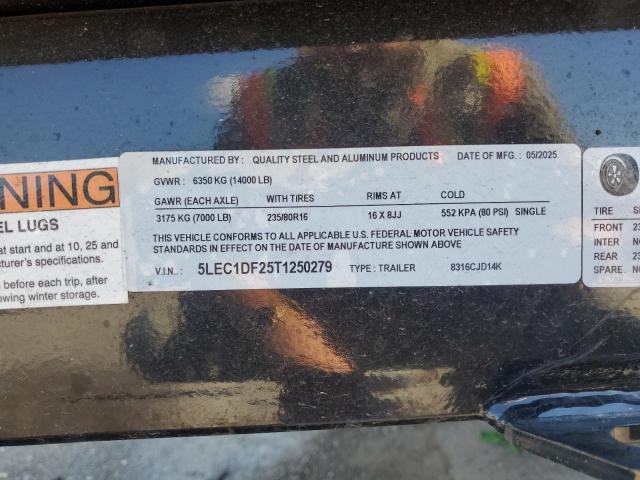 NING
EL LUGS
at start and at 10, 25 and
cturer's specifications.
s before each trip, after
owing winter storage.
MANUFACTURED BY : QUALITY STEEL AND ALUMINUM PRODUCTS DATE OF MFG. : 05/2025
GVWR : 6350 KG (14000 LB)
GAWR (EACH AXLE) WITH TIRES RIMS AT COLD
3175 KG (7000 LB) 235/80R16 16 X 8JJ 552 KPA (80 PSI) SINGLE
THIS VEHICLE CONFORMS TO ALL APPLICABLE U.S. FEDERAL MOTOR VEHICLE SAFETY
STANDARDS IN EFFECT ON DATE OF MANUFACTURE SHOWN ABOVE
V.I.N.. : 5LEC1DF25T1250279 TYPE : TRAILER 8316CJD14K
TIRE SI
FRONT 23
INTER NO
REAR 23
SPARE. N